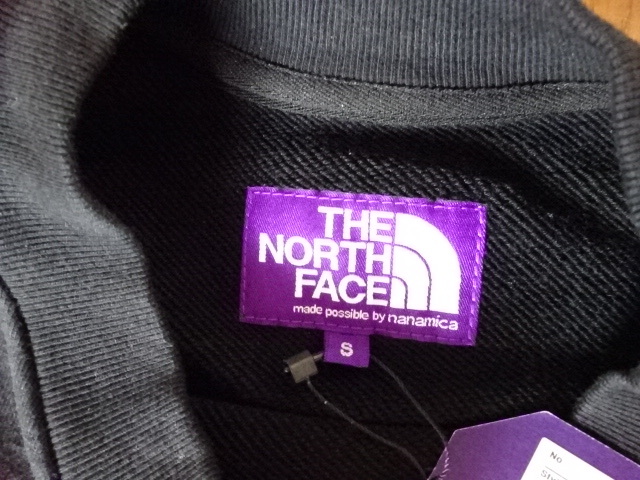 THE
NORTH
FACE
made possible by nanamica
S
No